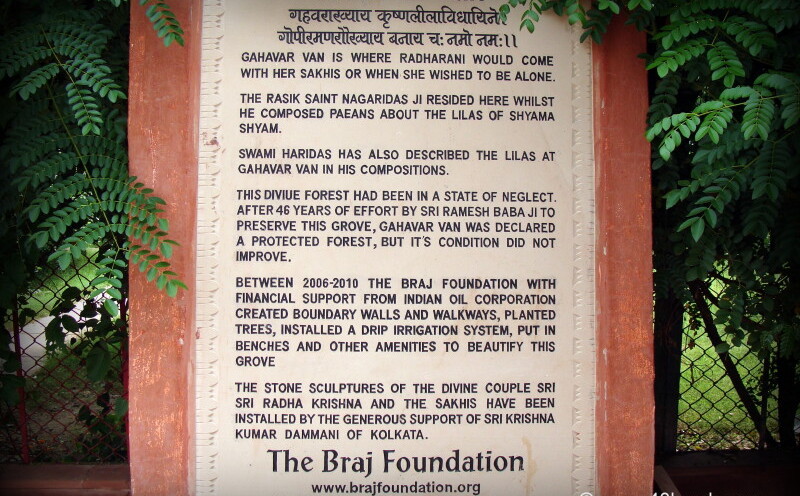 गहवराख्याय कृष्णलीलाविधायिने।
गोपीरमणसौख्याय बनाय च: नमो नम:।।
GAHAVAR VAN IS WHERE RADHARANI WOULD COME
WITH HER SAKHIS OR WHEN SHE WISHED TO BE ALONE.
THE RASIK SAINT NAGARIDAS JI RESIDED HERE WHILST
HE COMPOSED PAEANS ABOUT THE LILAS OF SHYAMA
SHYAM.
SWAMI HARIDAS HAS ALSO DESCRIBED THE LILAS AT
GAHAVAR VAN IN HIS COMPOSITIONS.
THIS DIVIUE FOREST HAD BEEN IN A STATE OF NEGLECT.
AFTER 46 YEARS OF EFFORT BY SRI RAMESH BABA JI TO
PRESERVE THIS GROVE, GAHAVAR VAN WAS DECLARED
A PROTECTED FOREST, BUT IT'S CONDITION DID NOT
IMPROVE.
BETWEEN 2006-2010 THE BRAJ FOUNDATION WITH
FINANCIAL SUPPORT FROM INDIAN OIL CORPORATION
CREATED BOUNDARY WALLS AND WALKWAYS, PLANTED
TREES, INSTALLED A DRIP IRRIGATION SYSTEM, PUT IN
BENCHES AND OTHER AMENITIES TO BEAUTIFY THIS
GROVE
THE STONE SCULPTURES OF THE DIVINE COUPLE SRI
SRI RADHA KRISHNA AND THE SAKHIS HAVE BEEN
INSTALLED BY THE GENEROUS SUPPORT OF SRI KRISHNA
KUMAR DAMMANI OF KOLKATA.
The Braj Foundation
www.brajfoundation.org